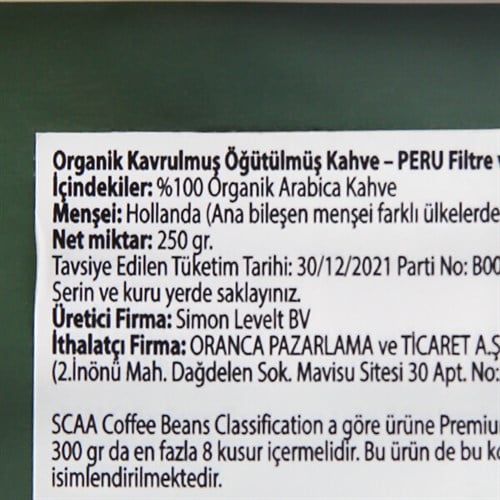 Organik Kavrulmuş Öğütülmüş Kahve – PERU Filtre
İçindekiler: %100 Organik Arabica Kahve
Menşei: Hollanda (Ana bileşen menşei farklı ülkelerde
Net miktar: 250 gr.
Tavsiye Edilen Tüketim Tarihi: 30/12/2021 Parti No: B00
Serin ve kuru yerde saklayınız.
Üretici Firma: Simon Levelt BV
İthalatçı Firma: ORANCA PAZARLAMA ve TİCARET A.Ş
(2.İnönü Mah. Dağdelen Sok. Mavisu Sitesi 30 Apt. No:
SCAA Coffee Beans Classification a göre ürüne Premiu
300 gr da en fazla 8 kusur içermelidir. Bu ürün de bu ko
isimlendirilmektedir.